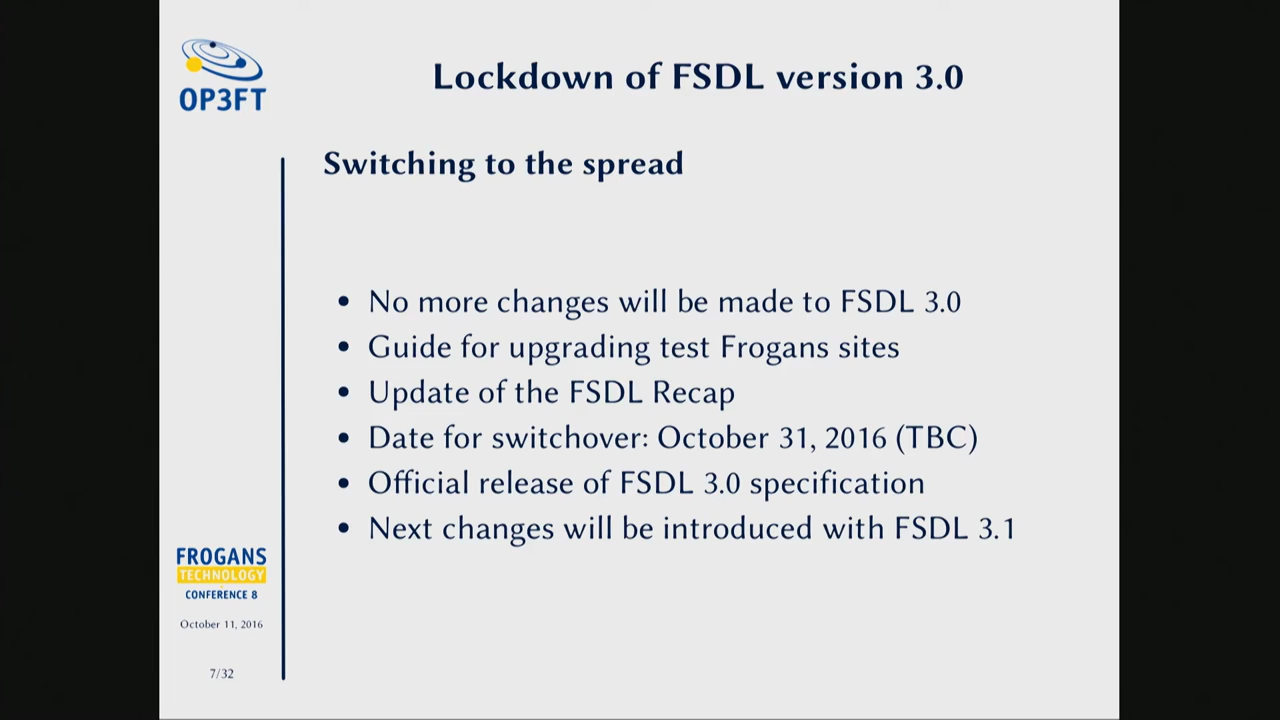 OP3FT
Lockdown of FSDL version 3.0
Switching to the spread
• No more changes will be made to FSDL 3.0
• Guide for upgrading test Frogans sites
• Update of the FSDL Recap
• Date for switchover: October 31, 2016 (TBC)
• Official release of FSDL 3.0 specification
• Next changes will be introduced with FSDL 3.1
FROGANS
TECHNOLOGY
CONFERENCE 8
October 11, 2016
7/32